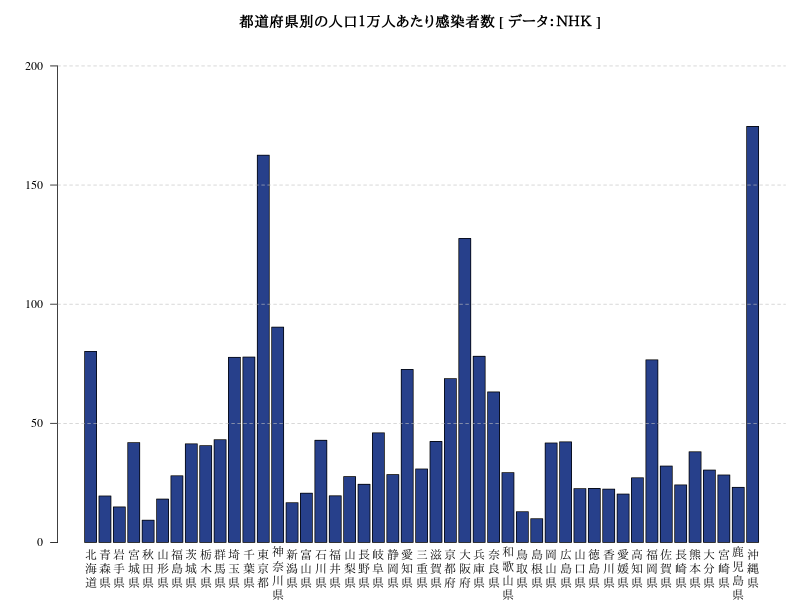 都道府県別の人口1万人あたり感染者数 [ データ：NHK ]
200
150
100
50
0
北海道
青森県
岩手県
宮城県
秋田県
山形県
福島県
茨城県
栃木県
群馬県
埼玉県
千葉県
東京都
神奈川県
新潟県
富山県
石川県
福井県
山梨県
長野県
岐阜県
静岡県
愛知県
三重県
滋賀県
京都府
大阪府
兵庫県
奈良県
和歌山県
鳥取県
島根県
岡山県
広島県
山口県
徳島県
香川県
愛媛県
高知県
福岡県
佐賀県
長崎県
熊本県
大分県
宮崎県
鹿児島県
沖縄県